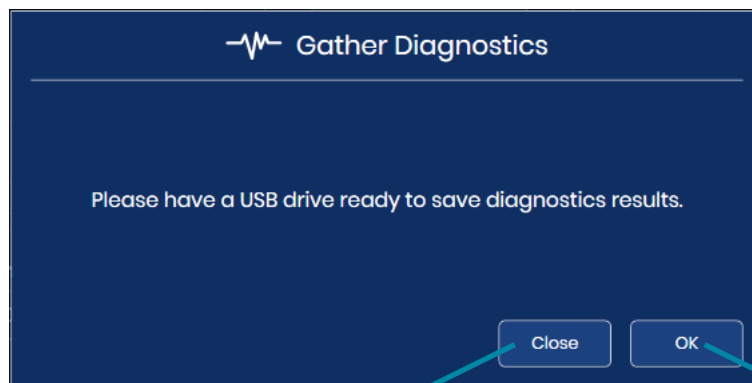 Gather Diagnostics
Please have a USB drive ready to save diagnostics results.
Close OK